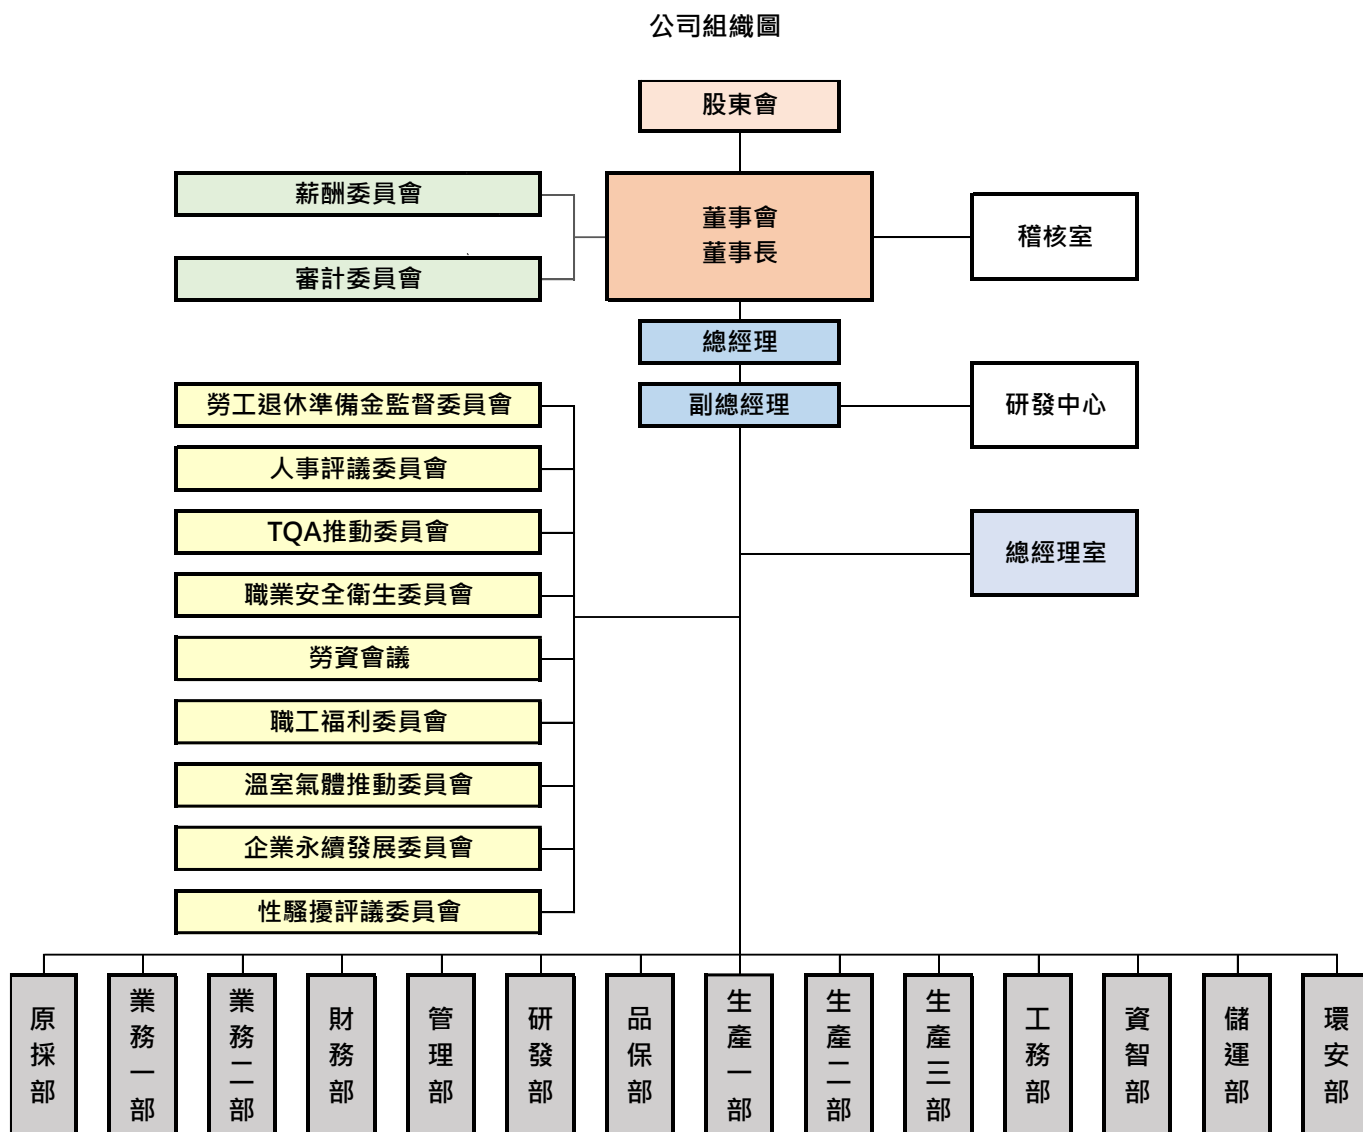 公司組織圖
股東會
薪酬委員會
董事會
董事長
稽核室
審計委員會
總經理
勞工退休準備金監督委員會
副總經理
研發中心
人事評議委員會
TQA推動委員會
總經理室
職業安全衛生委員會
勞資會議
職工福利委員會
溫室氣體推動委員會
企業永續發展委員會
性騷擾評議委員會
原採部
業務一部
業務二部
財務部
管理部
研發部
品保部
生產一部
生產二部
生產三部
工務部
資智部
儲運部
環安部